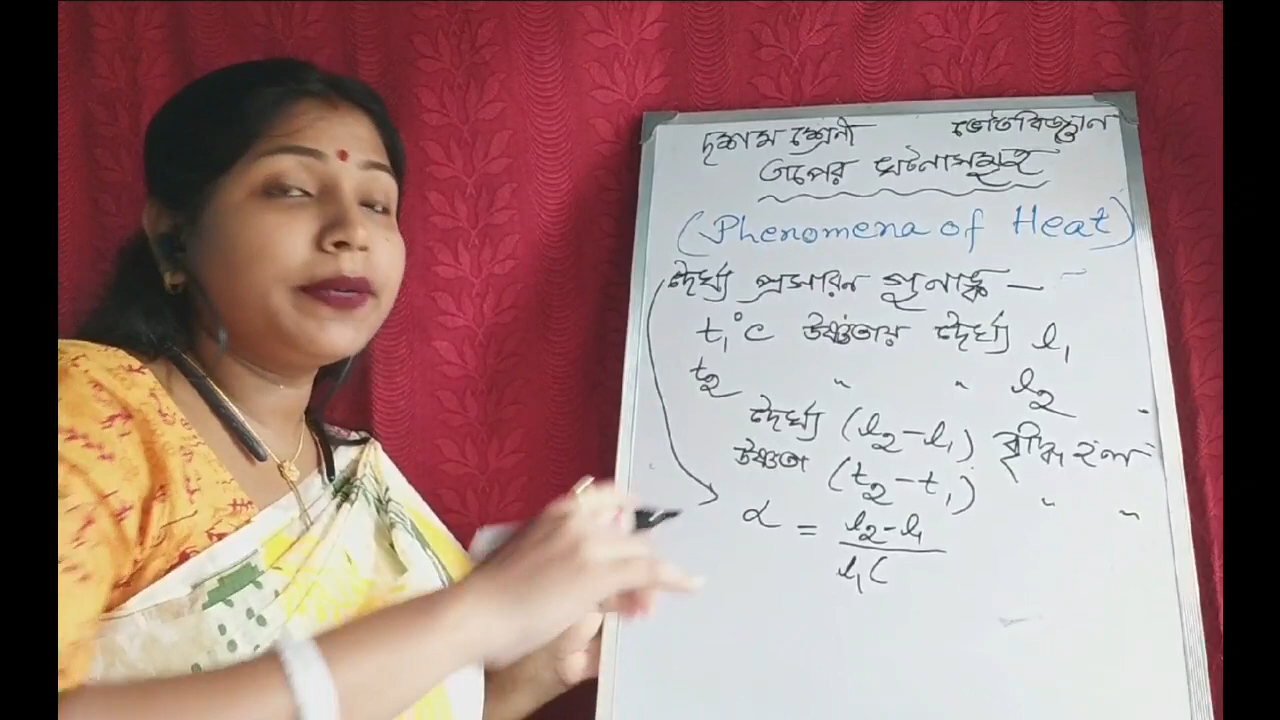 দশম শ্রেনী ভৌতবিজ্ঞান
তাপের ঘটনাসমূহ
(Phenomena of Heat)
দৈর্ঘ্য প্রসারন গুনাঙ্ক —
t₁°C উষ্ণতায় দৈর্ঘ্য l₁
t₂ " " l₂
দৈর্ঘ্য (l₂-l₁) বৃদ্ধি হল
উষ্ণতা (t₂-t₁) " "
α = l₂-l₁
l₁(